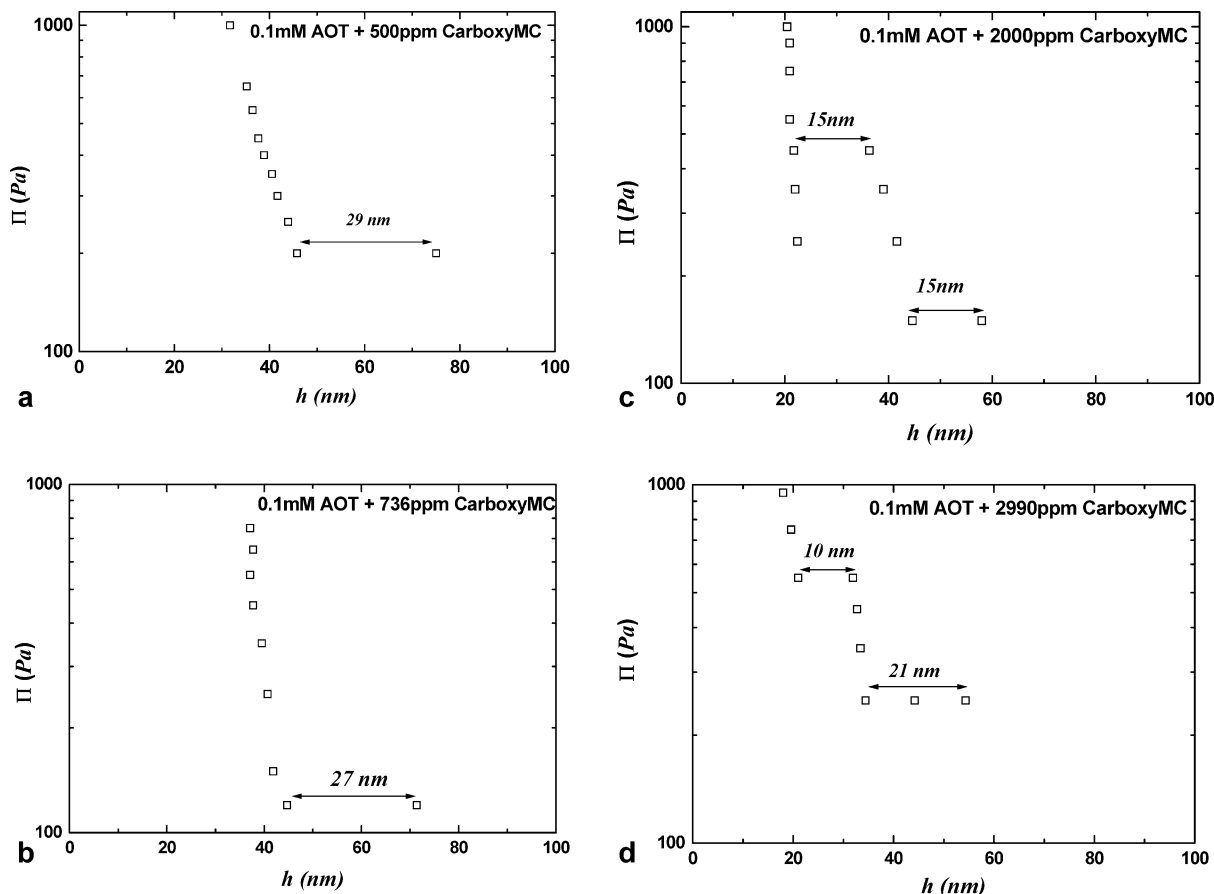 1000
0.1mM AOT + 500ppm CarboxyMC
Π (Pa)
29 nm
100
0 20 40 60 80 100
a
h (nm)
1000
0.1mM AOT + 736ppm CarboxyMC
Π (Pa)
27 nm
100
0 20 40 60 80 100
b
h (nm)
1000
0.1mM AOT + 2000ppm CarboxyMC
15nm
Π (Pa)
15nm
100
0 20 40 60 80 100
c
h (nm)
1000
0.1mM AOT + 2990ppm CarboxyMC
10 nm
Π (Pa)
21 nm
100
0 20 40 60 80 100
d
h (nm)